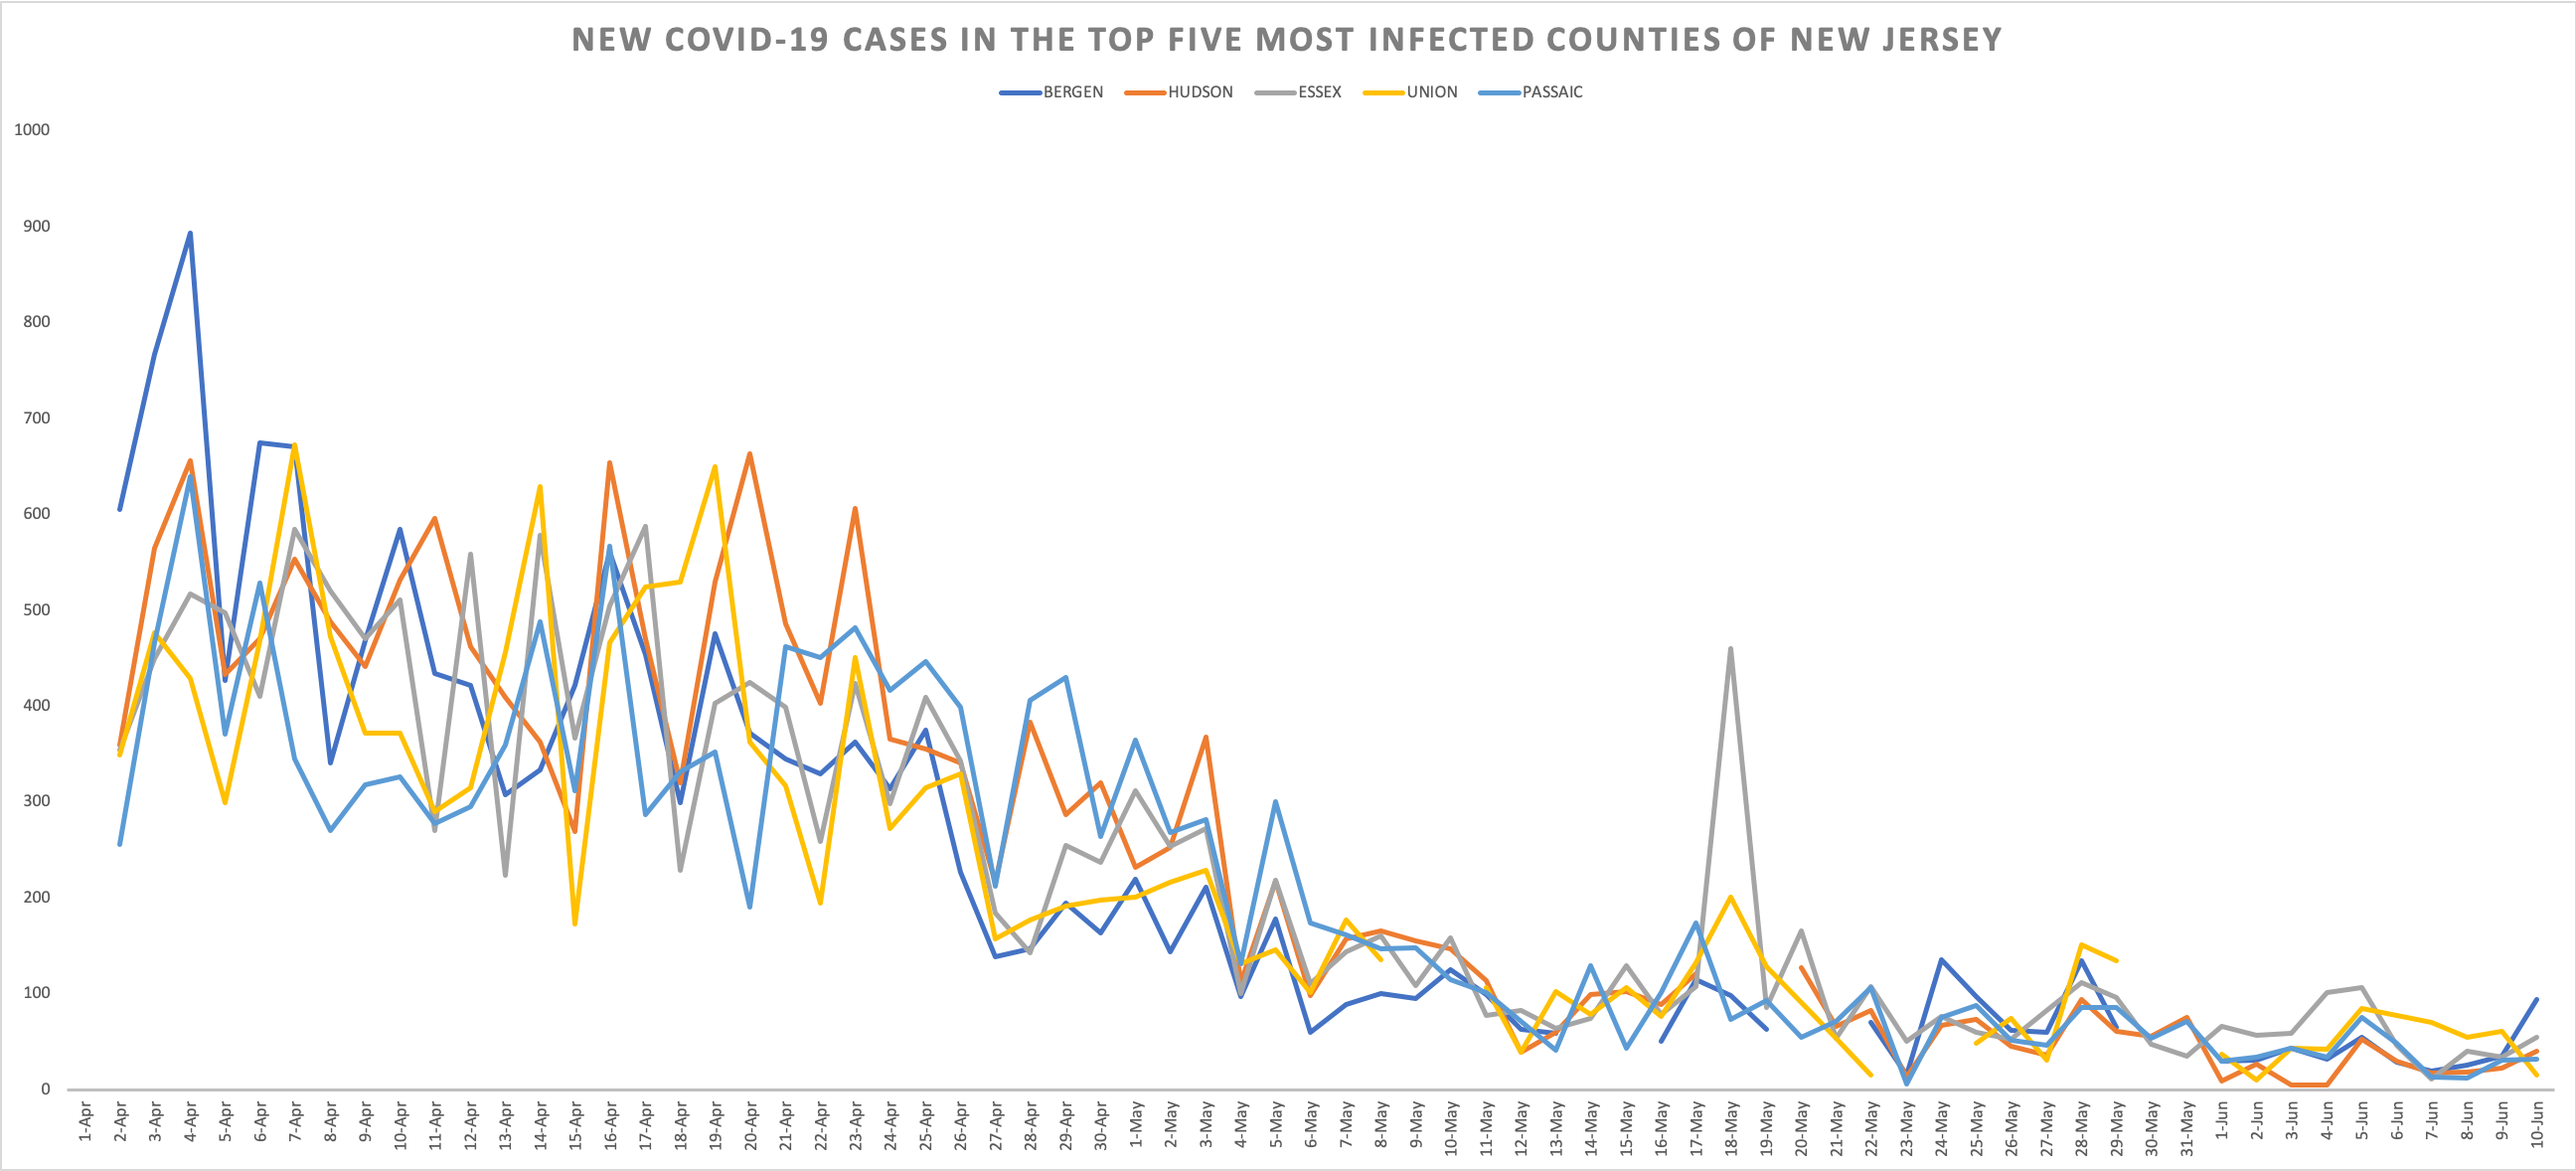 NEW COVID-19 CASES IN THE TOP FIVE MOST INFECTED COUNTIES OF NEW JERSEY
BERGEN HUDSON ESSEX UNION PASSAIC
1000
900
800
700
600
500
400
300
200
100
0
1-Apr
2-Apr
3-Apr
4-Apr
5-Apr
6-Apr
7-Apr
8-Apr
9-Apr
10-Apr
11-Apr
12-Apr
13-Apr
14-Apr
15-Apr
16-Apr
17-Apr
18-Apr
19-Apr
20-Apr
21-Apr
22-Apr
23-Apr
24-Apr
25-Apr
26-Apr
27-Apr
28-Apr
29-Apr
30-Apr
1-May
2-May
3-May
4-May
5-May
6-May
7-May
8-May
9-May
10-May
11-May
12-May
13-May
14-May
15-May
16-May
17-May
18-May
19-May
20-May
21-May
22-May
23-May
24-May
25-May
26-May
27-May
28-May
29-May
30-May
31-May
1-Jun
2-Jun
3-Jun
4-Jun
5-Jun
6-Jun
7-Jun
8-Jun
9-Jun
10-Jun